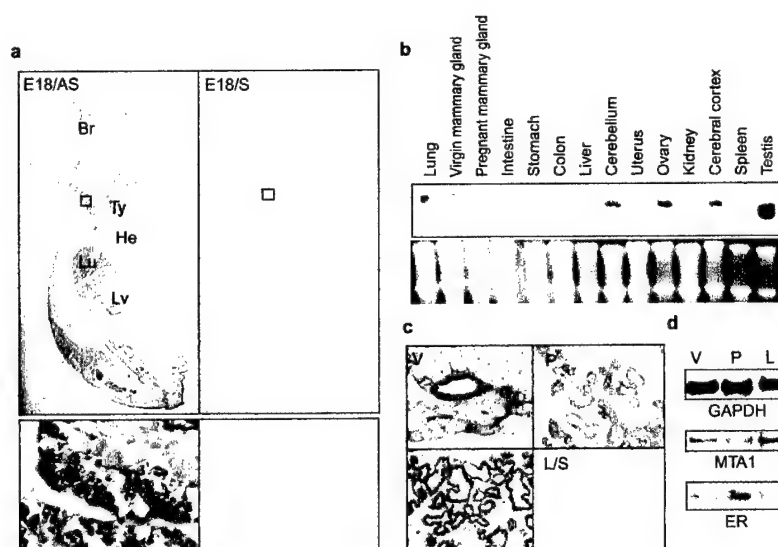 a
E18/AS
E18/S
Br
Ty
He
Lu
Lv
b
Lung
Virgin mammary gland
Pregnant mammary gland
Intestine
Stomach
Colon
Liver
Cerebellum
Uterus
Ovary
Kidney
Cerebral cortex
Spleen
Testis
c
V
P
L/S
d
V P L
GAPDH
MTA1
ER